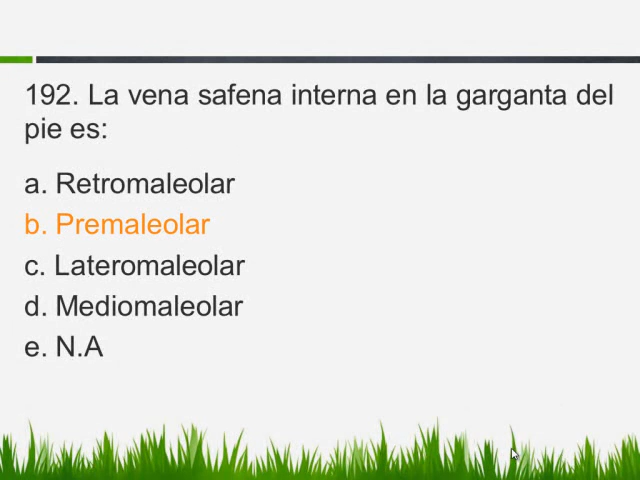 192. La vena safena interna en la garganta del
pie es:
a. Retromaleolar
b. Premaleolar
c. Lateromaleolar
d. Mediomaleolar
e. N.A